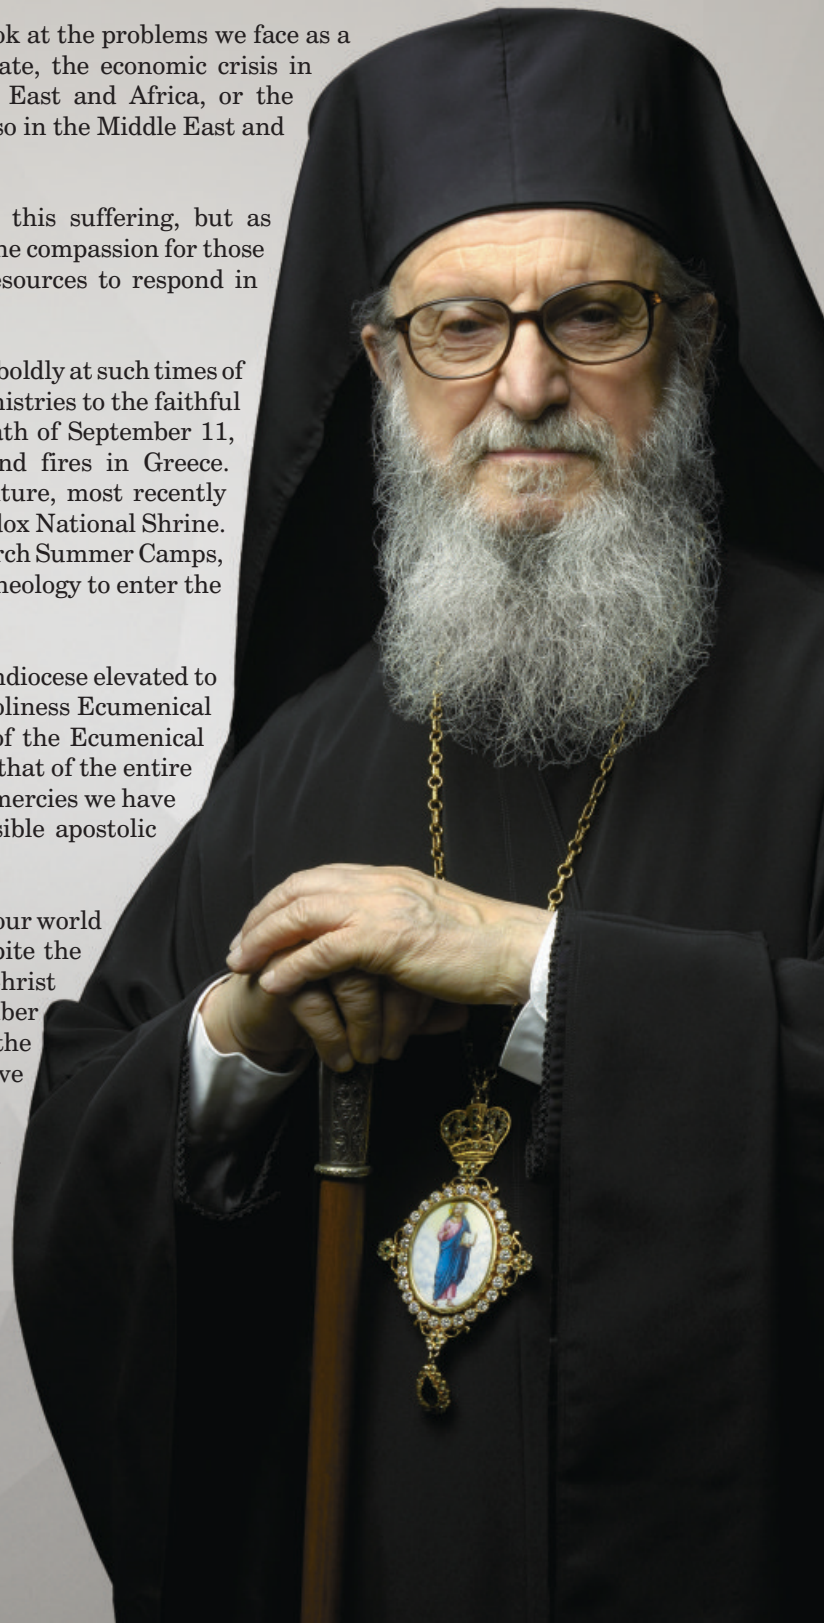 ok at the problems we face as a
ate, the economic crisis in
East and Africa, or the
so in the Middle East and
this suffering, but as
he compassion for those
esources to respond in
boldly at such times of
nistries to the faithful
ath of September 11,
nd fires in Greece.
ture, most recently
lox National Shrine.
rch Summer Camps,
heology to enter the
ndiocese elevated to
oliness Ecumenical
of the Ecumenical
that of the entire
mercies we have
sible apostolic
our world
pite the
hrist
ber
the
ve